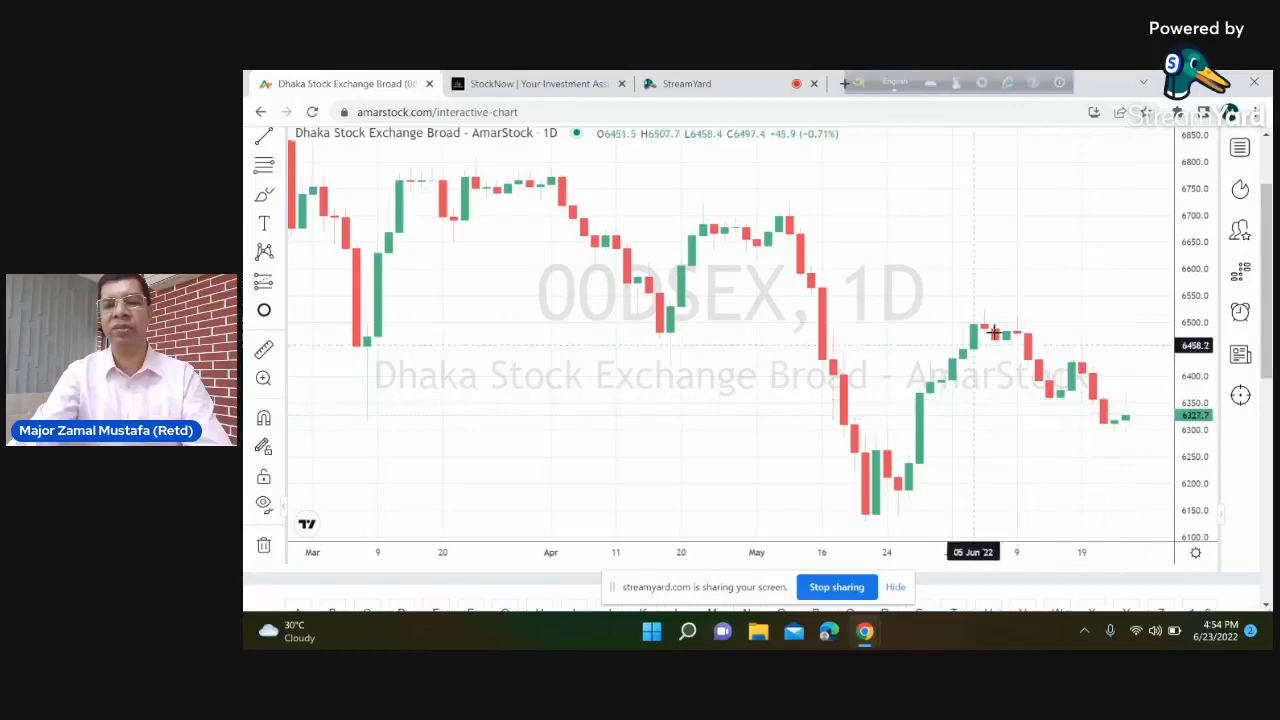 Powered by
S
StreamYard
Dhaka Stock Exchange Broad (00
StockNow | Your Investment Assi
StreamYard
English
amarstock.com/interactive-chart
Dhaka Stock Exchange Broad - AmarStock · 1D
O6451.5 H6507.7 L6458.4 C6497.4 +45.9 (+0.71%)
00DSEX, 1D
Dhaka Stock Exchange Broad - AmarStock
6850.0
6800.0
6750.0
6700.0
6650.0
6600.0
6550.0
6500.0
6458.2
6400.0
6350.0
6327.7
6300.0
6250.0
6200.0
6150.0
6100.0
T
Mar 9 20 Apr 11 20 May 16 24 05 Jun '22 9 19
Major Zamal Mustafa (Retd)
streamyard.com is sharing your screen. Stop sharing Hide
30°C
Cloudy
4:54 PM
6/23/2022
2